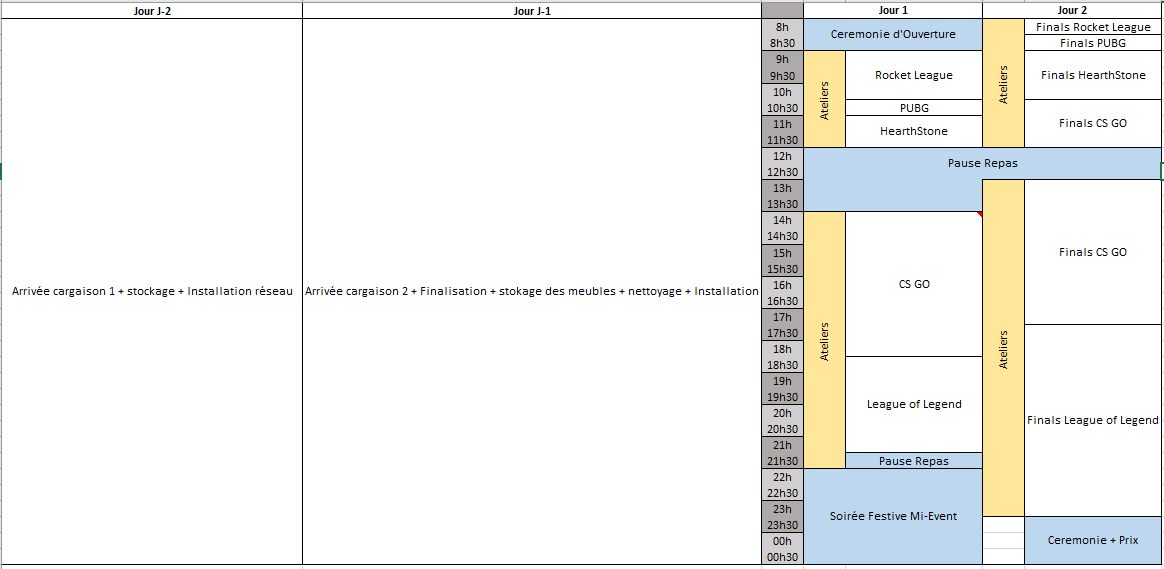 Jour J-2
Jour J-1
Jour 1
Jour 2
8h
8h30
9h
9h30
10h
10h30
11h
11h30
12h
12h30
13h
13h30
14h
14h30
15h
15h30
16h
16h30
17h
17h30
18h
18h30
19h
19h30
20h
20h30
21h
21h30
22h
22h30
23h
23h30
00h
00h30
Arrivée cargaison 1 + stockage + Installation réseau
Arrivée cargaison 2 + Finalisation + stokage des meubles + nettoyage + Installation
Ceremonie d'Ouverture
Ateliers
Rocket League
PUBG
HearthStone
Pause Repas
Ateliers
CS GO
League of Legend
Pause Repas
Soirée Festive Mi-Event
Ateliers
Finals Rocket League
Finals PUBG
Finals HearthStone
Finals CS GO
Ateliers
Finals CS GO
Finals League of Legend
Ceremonie + Prix